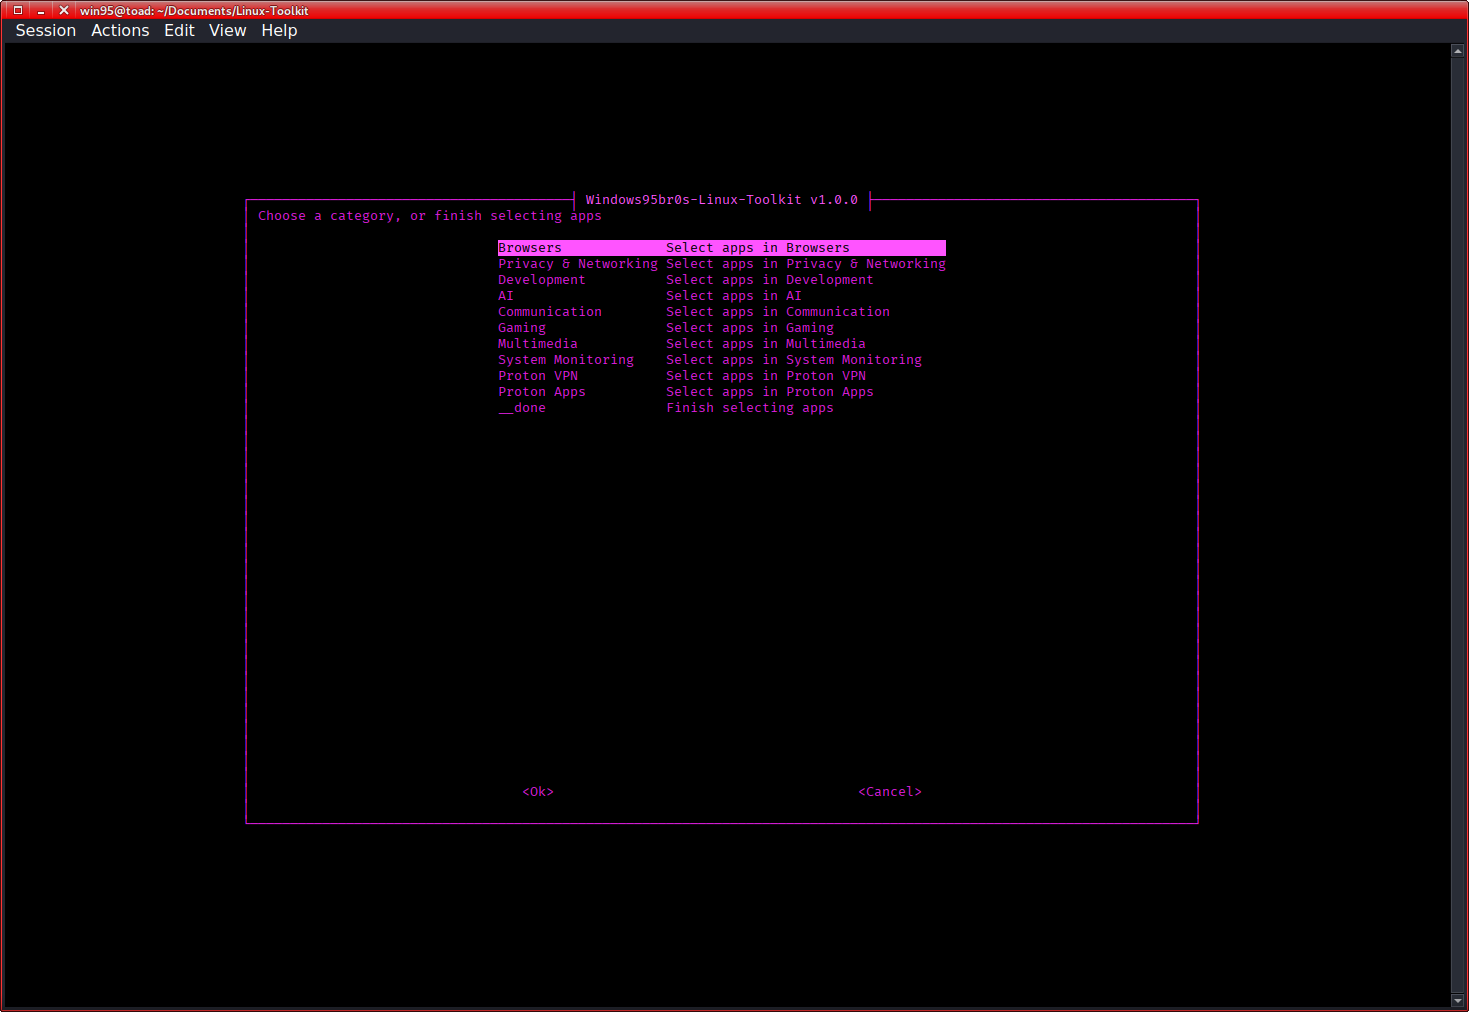 win95@toad: ~/Documents/Linux-Toolkit
Session Actions Edit View Help
Windows95br0s-Linux-Toolkit v1.0.0
Choose a category, or finish selecting apps
Browsers Select apps in Browsers
Privacy & Networking Select apps in Privacy & Networking
Development Select apps in Development
AI Select apps in AI
Communication Select apps in Communication
Gaming Select apps in Gaming
Multimedia Select apps in Multimedia
System Monitoring Select apps in System Monitoring
Proton VPN Select apps in Proton VPN
Proton Apps Select apps in Proton Apps
__done Finish selecting apps
<Ok> <Cancel>